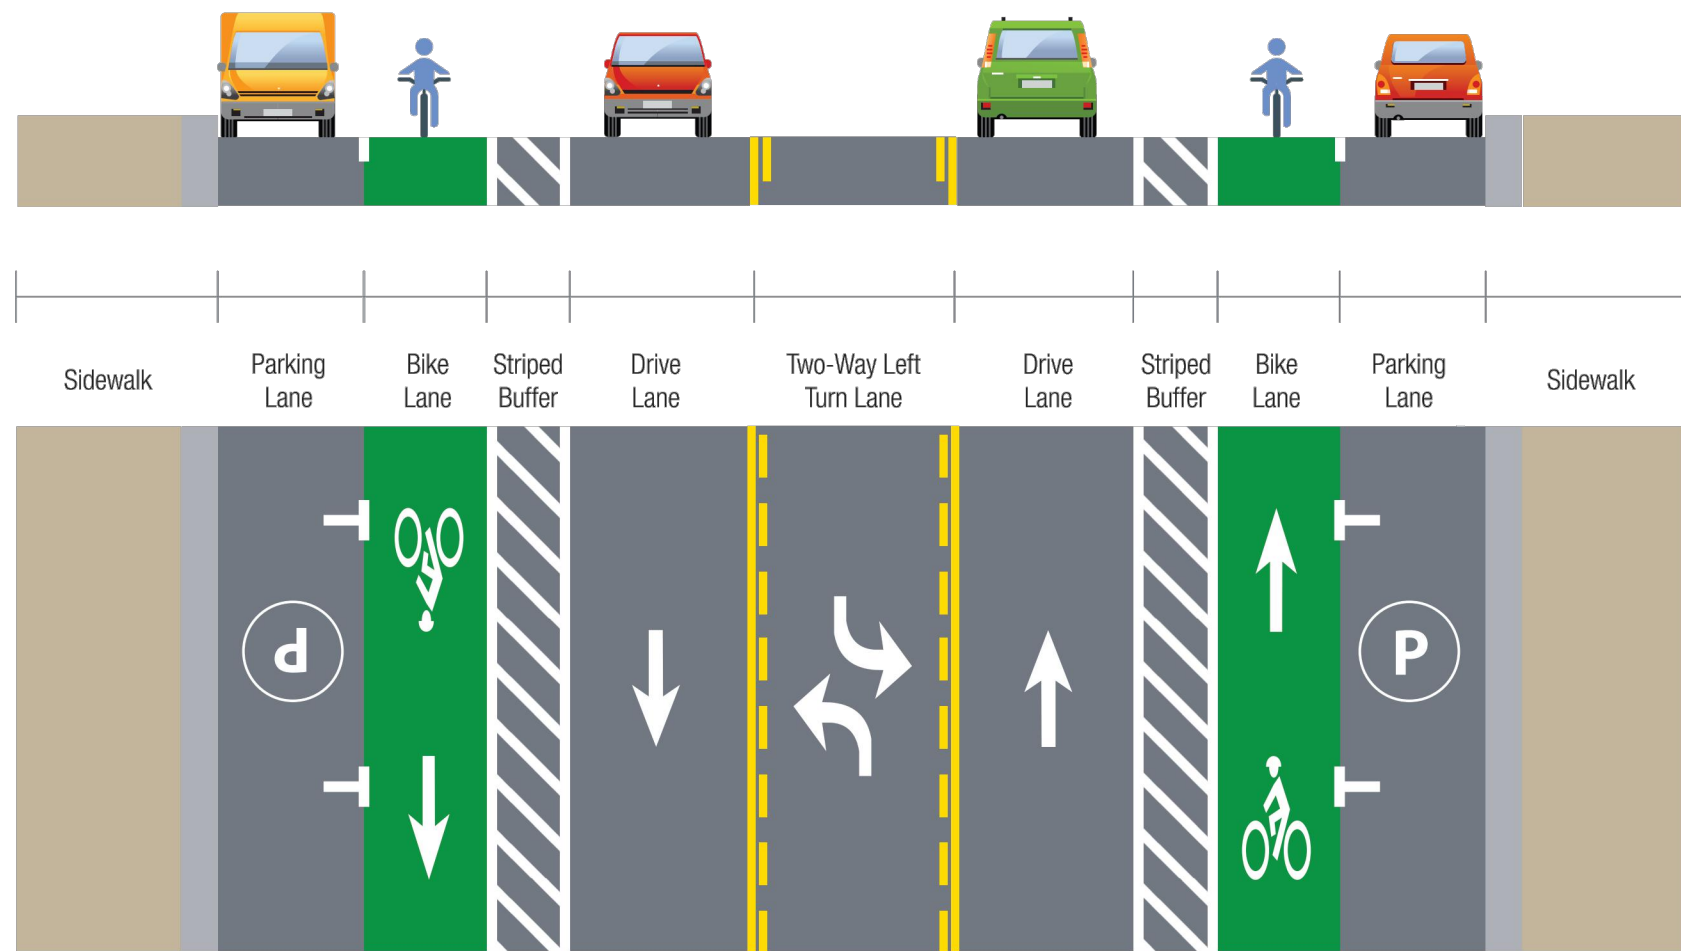 Sidewalk
Parking
Lane
Bike
Lane
Striped
Buffer
Drive
Lane
Two-Way Left
Turn Lane
Drive
Lane
Striped
Buffer
Bike
Lane
Parking
Lane
Sidewalk
P
P